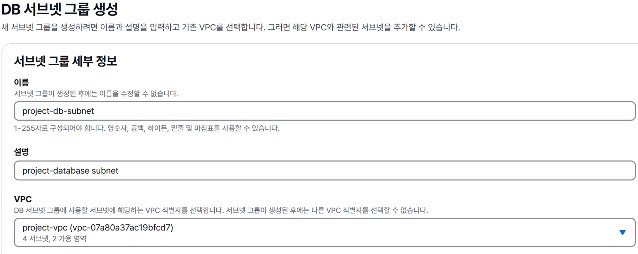 DB 서브넷 그룹 생성
새 서브넷 그룹을 생성하려면 이름과 설명을 입력하고 기존 VPC를 선택합니다. 그러면 해당 VPC와 관련된 서브넷을 추가할 수 있습니다.
서브넷 그룹 세부 정보
이름
서브넷 그룹이 생성된 후에는 이름을 수정할 수 없습니다.
project-db-subnet
1~255자로 구성되어야 합니다. 영숫자, 공백, 하이픈, 밑줄 및 마침표를 사용할 수 있습니다.
설명
project-database subnet
VPC
DB 서브넷 그룹에 사용할 서브넷에 해당하는 VPC 식별자를 선택합니다. 서브넷 그룹이 생성된 후에는 다른 VPC 식별자를 선택할 수 없습니다.
project-vpc (vpc-07a80a37ac19bfcd7)
4 서브넷, 2 가용 영역